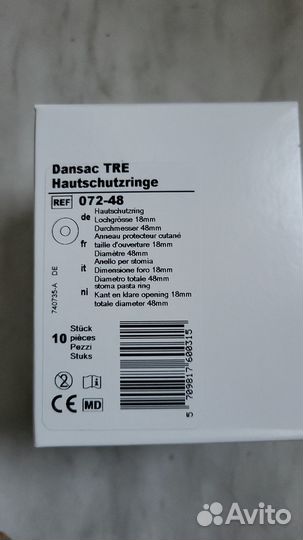 Dansac TRE
Hautschutzringe
REF 072-48
de Hautschutzring
Lochgrösse 18mm
Durchmesser 48mm
fr Anneau protecteur cutané
taille d'ouverture 18mm
Diamètre 48mm
it Anello per stomia
Dimensione foro 18mm
Diametro totale 48mm
nl stoma pasta ring
Kant en klare opening 18mm
totale diameter 48mm
740735-A DE
10 Stück
pièces
Pezzi
Stuks
2
i
CE MD
5 709817 600315
Avito